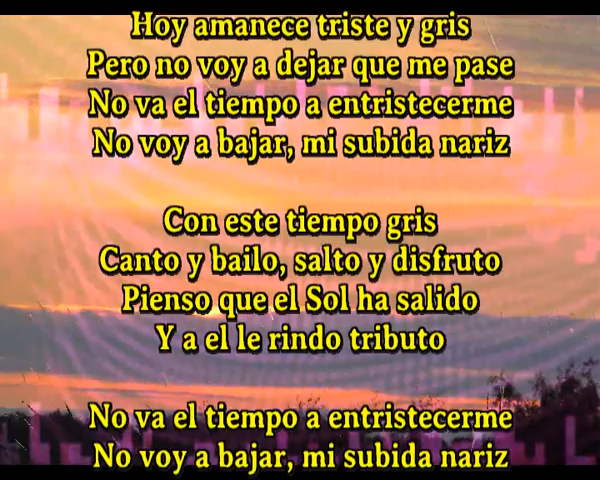 Hoy amanece triste y gris
Pero no voy a dejar que me pase
No va el tiempo a entristecerme
No voy a bajar, mi subida nariz
Con este tiempo gris
Canto y bailo, salto y disfruto
Pienso que el Sol ha salido
Y a el le rindo tributo
No va el tiempo a entristecerme
No voy a bajar, mi subida nariz